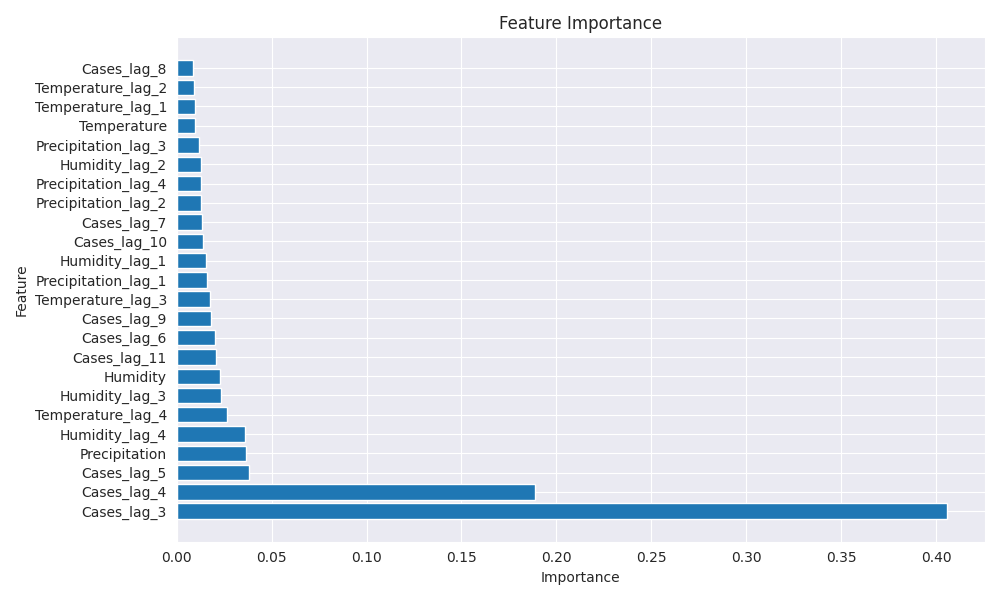 Feature Importance
Feature
Cases_lag_8
Temperature_lag_2
Temperature_lag_1
Temperature
Precipitation_lag_3
Humidity_lag_2
Precipitation_lag_4
Precipitation_lag_2
Cases_lag_7
Cases_lag_10
Humidity_lag_1
Precipitation_lag_1
Temperature_lag_3
Cases_lag_9
Cases_lag_6
Cases_lag_11
Humidity
Humidity_lag_3
Temperature_lag_4
Humidity_lag_4
Precipitation
Cases_lag_5
Cases_lag_4
Cases_lag_3
0.00 0.05 0.10 0.15 0.20 0.25 0.30 0.35 0.40
Importance